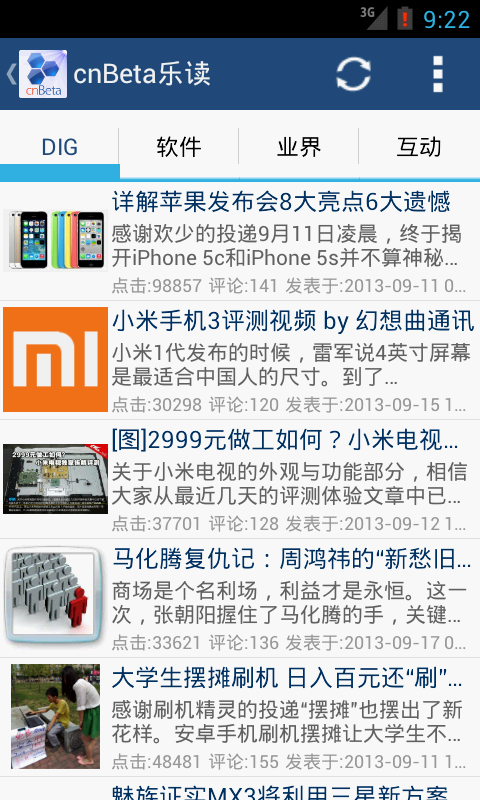 3G
9:22
cnBeta
cnBeta乐读
DIG
软件
业界
互动
详解苹果发布会8大亮点6大遗憾
感谢欢少的投递9月11日凌晨，终于揭
开iPhone 5c和iPhone 5s并不算神秘...
点击:98857 评论:141 发表于:2013-09-11 0...
小米手机3评测视频 by 幻想曲通讯
小米1代发布的时候，雷军说4英寸屏幕
是最适合中国人的尺寸。到了...
点击:30298 评论:120 发表于:2013-09-15 1...
[图]2999元做工如何？小米电视...
2999元做工如何?
关于小米电视的外观与功能部分，相信
大家从最近几天的评测体验文章中已...
点击:37701 评论:128 发表于:2013-09-12 1...
马化腾复仇记：周鸿祎的“新愁旧...
商场是个名利场，利益才是永恒。这一
次，张朝阳握住了马化腾的手，关键...
点击:33621 评论:136 发表于:2013-09-17 0...
大学生摆摊刷机 日入百元还“刷”...
感谢刷机精灵的投递“摆摊”也摆出了新
花样。安卓手机刷机摆摊让大学生不...
点击:48481 评论:155 发表于:2013-09-11 1...
魅族证实MX3将利用三星新方案